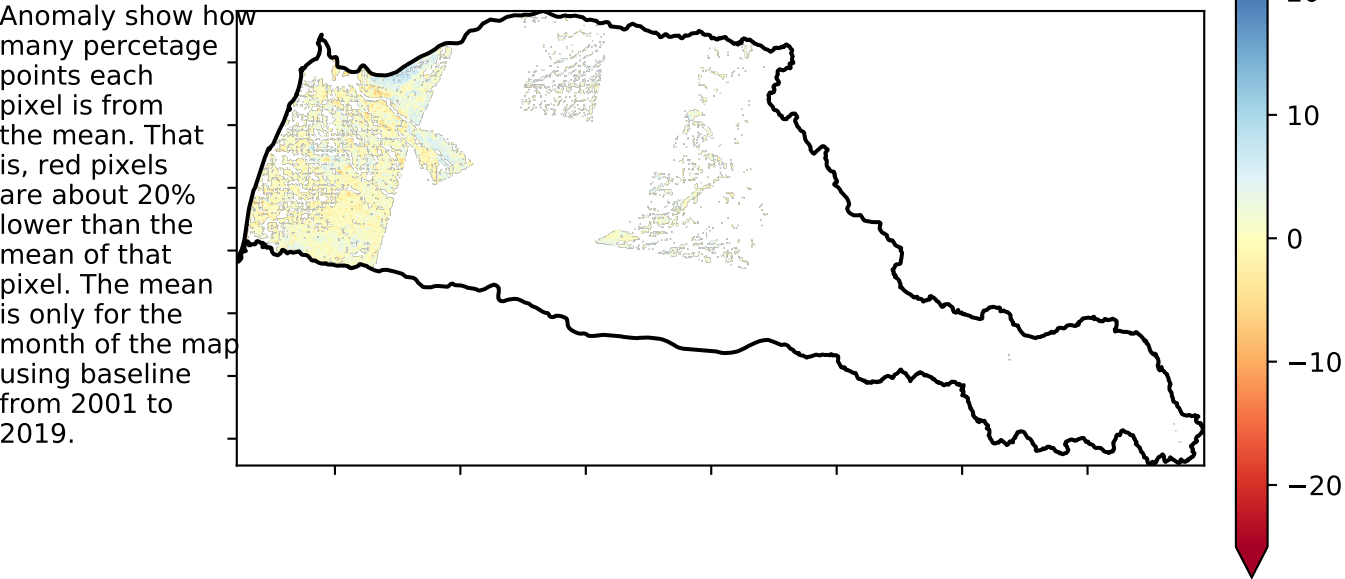 Anomaly show how
many percetage
points each
pixel is from
the mean. That
is, red pixels
are about 20%
lower than the
mean of that
pixel. The mean
is only for the
month of the map
using baseline
from 2001 to
2019.
10
0
−10
−20